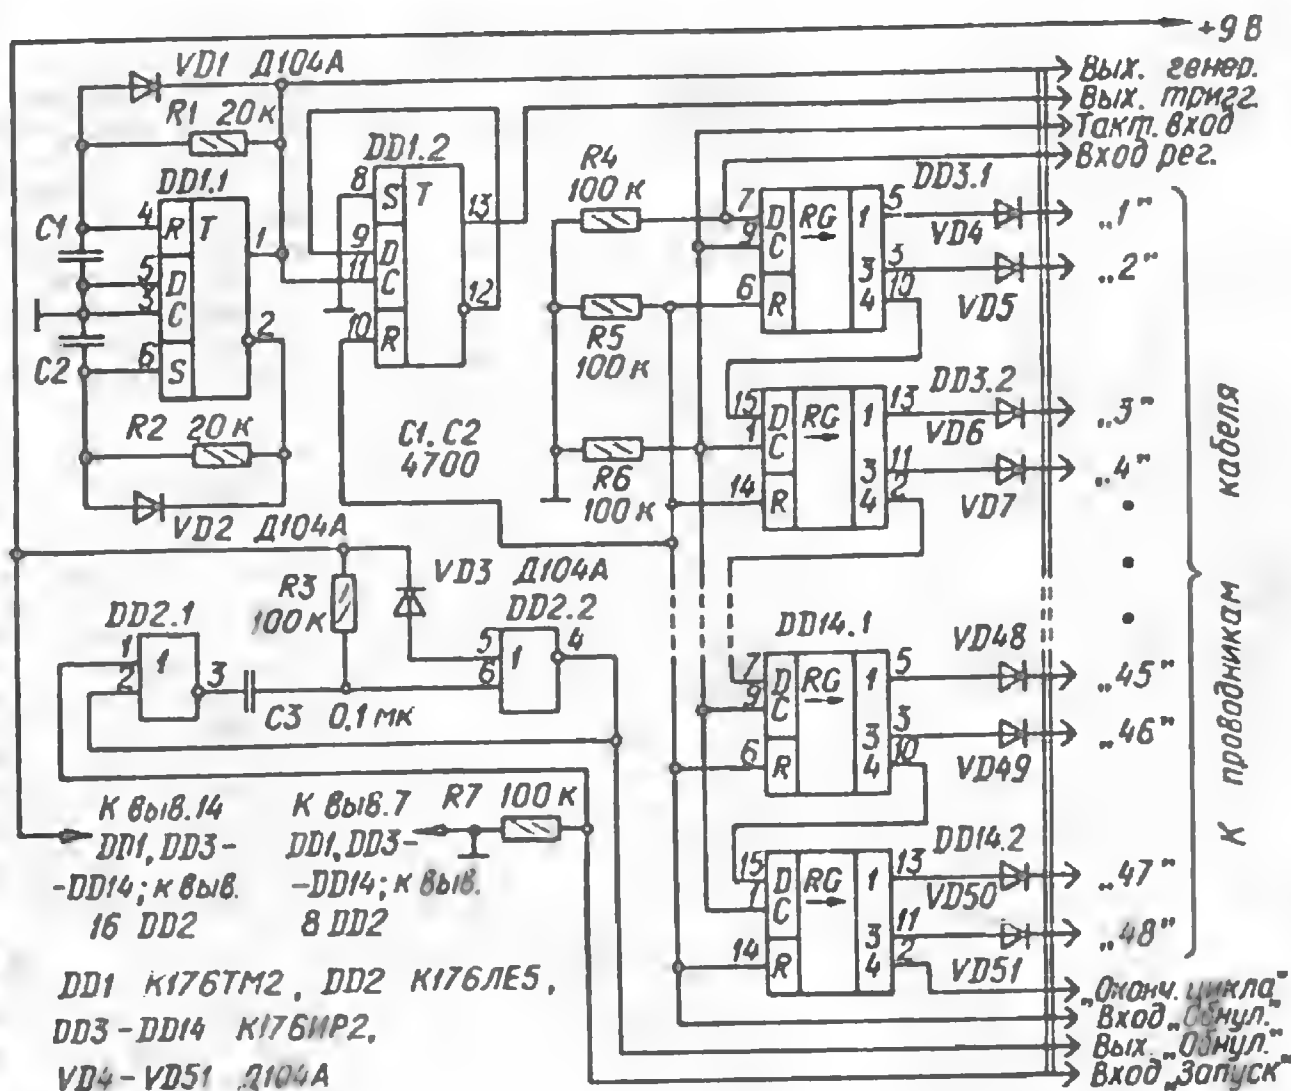 +9 В
VD1 Д104А
Вых. генер.
Вых. тригг.
Такт. вход
Вход рег.
R1 20 к
DD1.1
DD1.2
R4
100 к
DD3.1
C1
4
R
T
1
5
D
3
C
2
6
S
C2
8
S
T
13
9
D
11
C
12
10
R
7
D
RG
1
5
9
C
3
3
6
R
4
10
VD4
„1"
„2"
VD5
R5
100 к
R2 20 к
C1, C2
4700
R6
100 к
DD3.2
15
D
RG
1
13
1
C
3
11
14
R
4
2
VD6
„3"
VD7
„4"
VD2 Д104А
R3
100 к
VD3 Д104А
DD2.1
DD2.2
1
2
1
3
C3 0,1 мк
5
6
1
4
DD14.1
7
D
RG
1
5
9
C
3
3
6
R
4
10
VD48
„45"
„46"
VD49
К проводникам кабеля
К выв.14
DD1, DD3-
-DD14; к выв.
16 DD2
К выв.7
DD1, DD3-
-DD14; к выв.
8 DD2
R7 100 к
DD14.2
15
D
RG
1
13
1
C
3
11
14
R
4
2
VD50
„47"
„48"
VD51
DD1 К176ТМ2, DD2 К176ЛЕ5,
DD3-DD14 К176ИР2,
VD4-VD51 Д104А
„Оконч. цикла"
Вход „Обнул."
Вых. „Обнул."
Вход „Запуск"